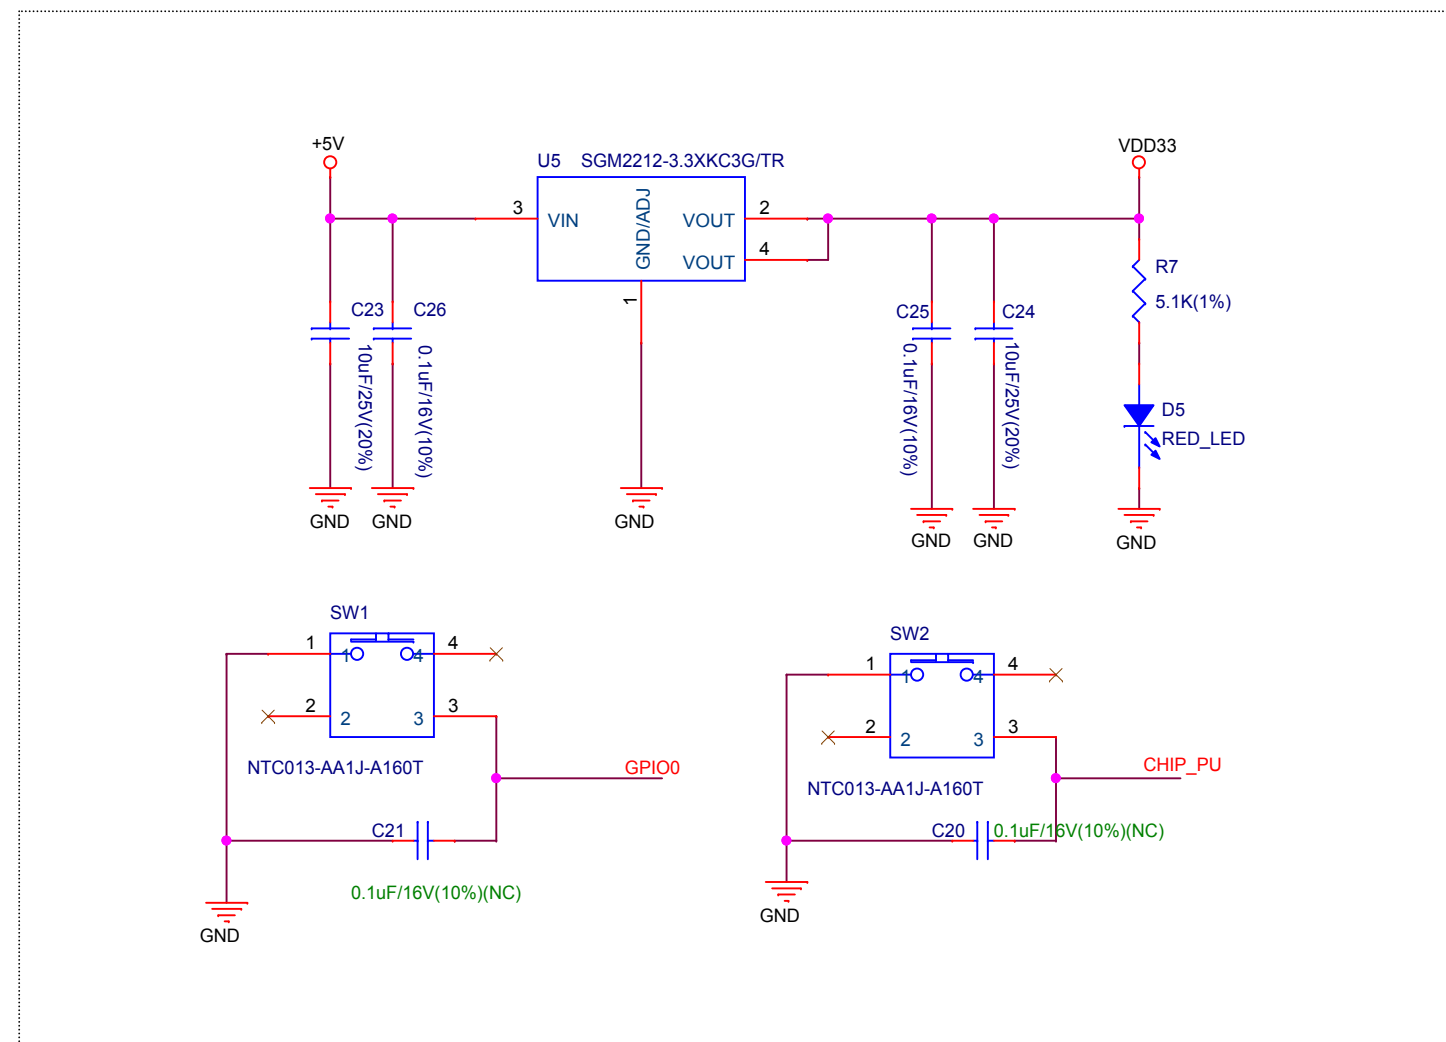 +5V
U5 SGM2212-3.3XKC3G/TR
VDD33
3
VIN
GND/ADJ
VOUT
2
VOUT
4
1
R7
5.1K(1%)
C23
C26
10uF/25V(20%)
0.1uF/16V(10%)
C25
C24
0.1uF/16V(10%)
10uF/25V(20%)
D5
RED_LED
GND
GND
GND
GND
GND
GND
SW1
1
1
4
4
2
2
3
3
NTC013-AA1J-A160T
GPIO0
C21
0.1uF/16V(10%)(NC)
GND
SW2
1
1
4
4
2
2
3
3
NTC013-AA1J-A160T
CHIP_PU
C20
0.1uF/16V(10%)(NC)
GND